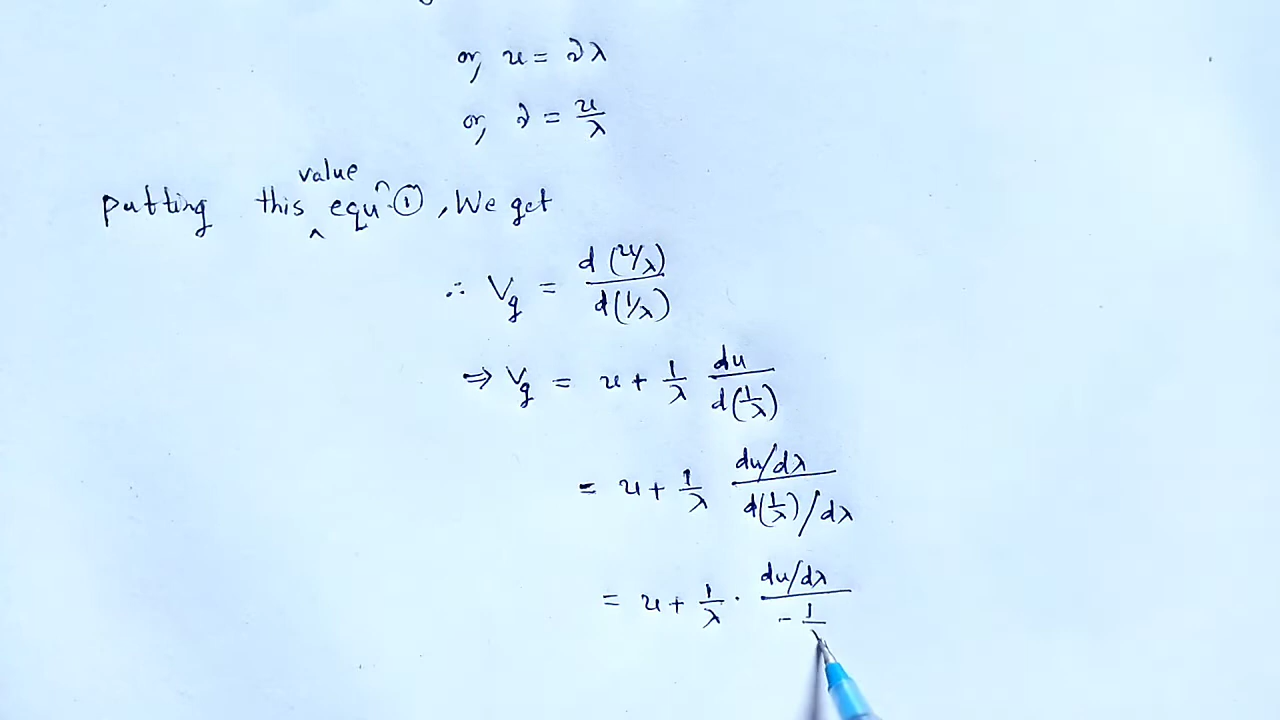 or, u = νλ
or, ν = u/λ
putting this value equⁿ. ①, We get
∴ Vg = d(u/λ) / d(1/λ)
⇒ Vg = u + 1/λ du / d(1/λ)
= u + 1/λ du/dλ / d(1/λ)/dλ
= u + 1/λ · du/dλ / - 1/λ